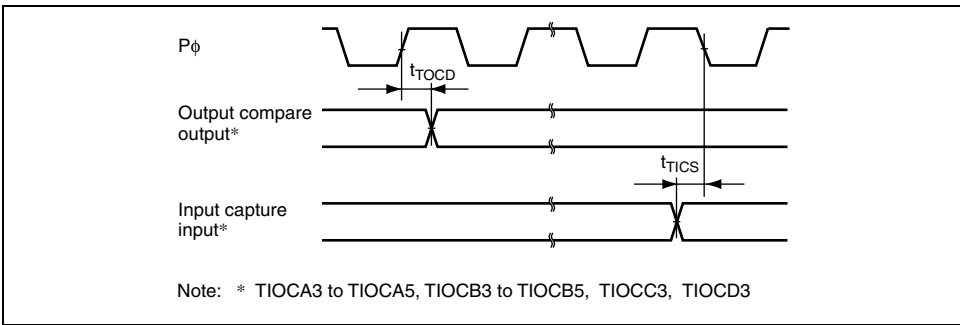 Pφ
tTOCD
Output compare
output*
tTICS
Input capture
input*
Note: * TIOCA3 to TIOCA5, TIOCB3 to TIOCB5, TIOCC3, TIOCD3